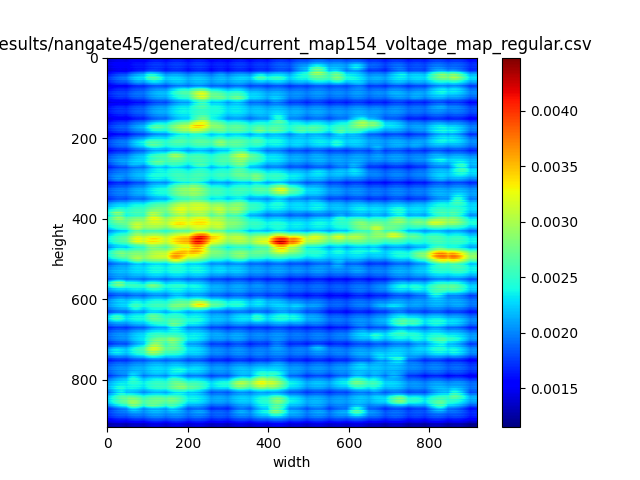 esults/nangate45/generated/current_map154_voltage_map_regular.csv
0
200
400
600
800
height
0 200 400 600 800
width
0.0040
0.0035
0.0030
0.0025
0.0020
0.0015